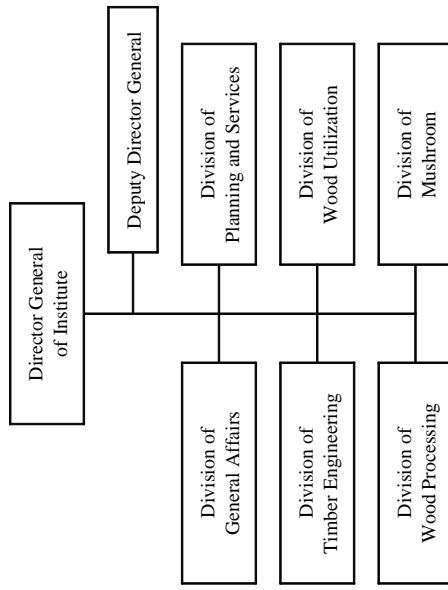 Director General
of Institute
Deputy Director General
Division of
General Affairs
Division of
Planning and Services
Division of
Timber Engineering
Division of
Wood Utilization
Division of
Wood Processing
Division of
Mushroom